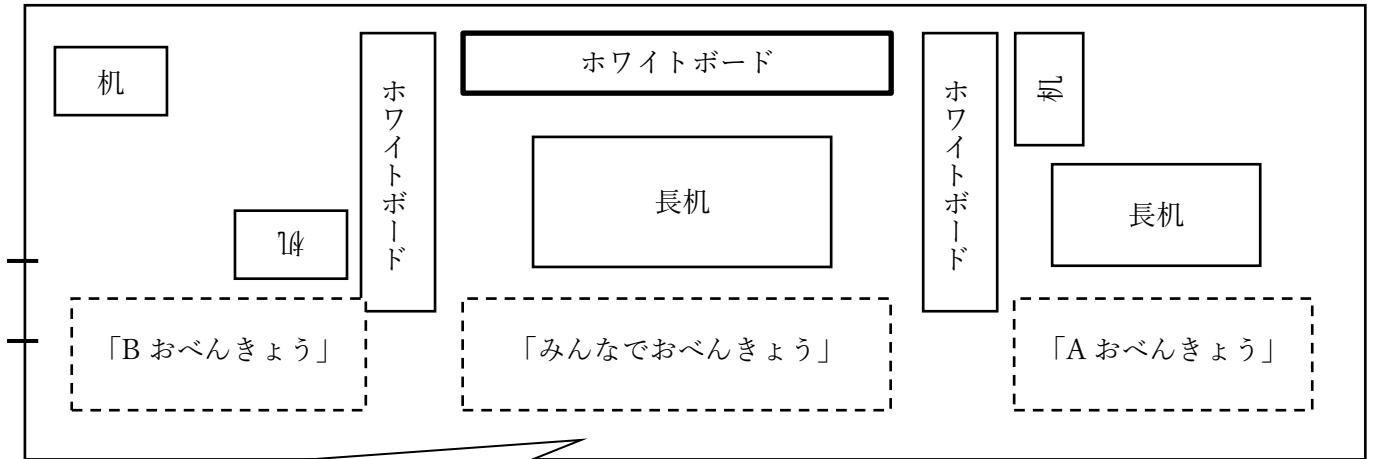 机
ホワイトボード
ホワイトボード
ホワイトボード
机
長机
長机
机
「B おべんきょう」
「みんなでおべんきょう」
「A おべんきょう」